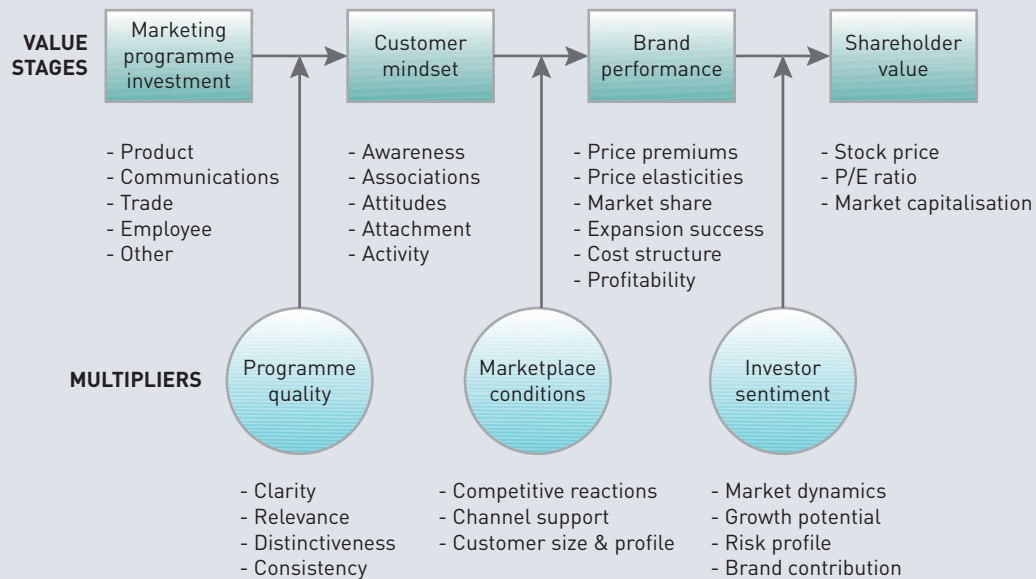 VALUE
STAGES
Marketing
programme
investment
Customer
mindset
Brand
performance
Shareholder
value
- Product
- Communications
- Trade
- Employee
- Other
- Awareness
- Associations
- Attitudes
- Attachment
- Activity
- Price premiums
- Price elasticities
- Market share
- Expansion success
- Cost structure
- Profitability
- Stock price
- P/E ratio
- Market capitalisation
MULTIPLIERS
Programme
quality
Marketplace
conditions
Investor
sentiment
- Clarity
- Relevance
- Distinctiveness
- Consistency
- Competitive reactions
- Channel support
- Customer size & profile
- Market dynamics
- Growth potential
- Risk profile
- Brand contribution